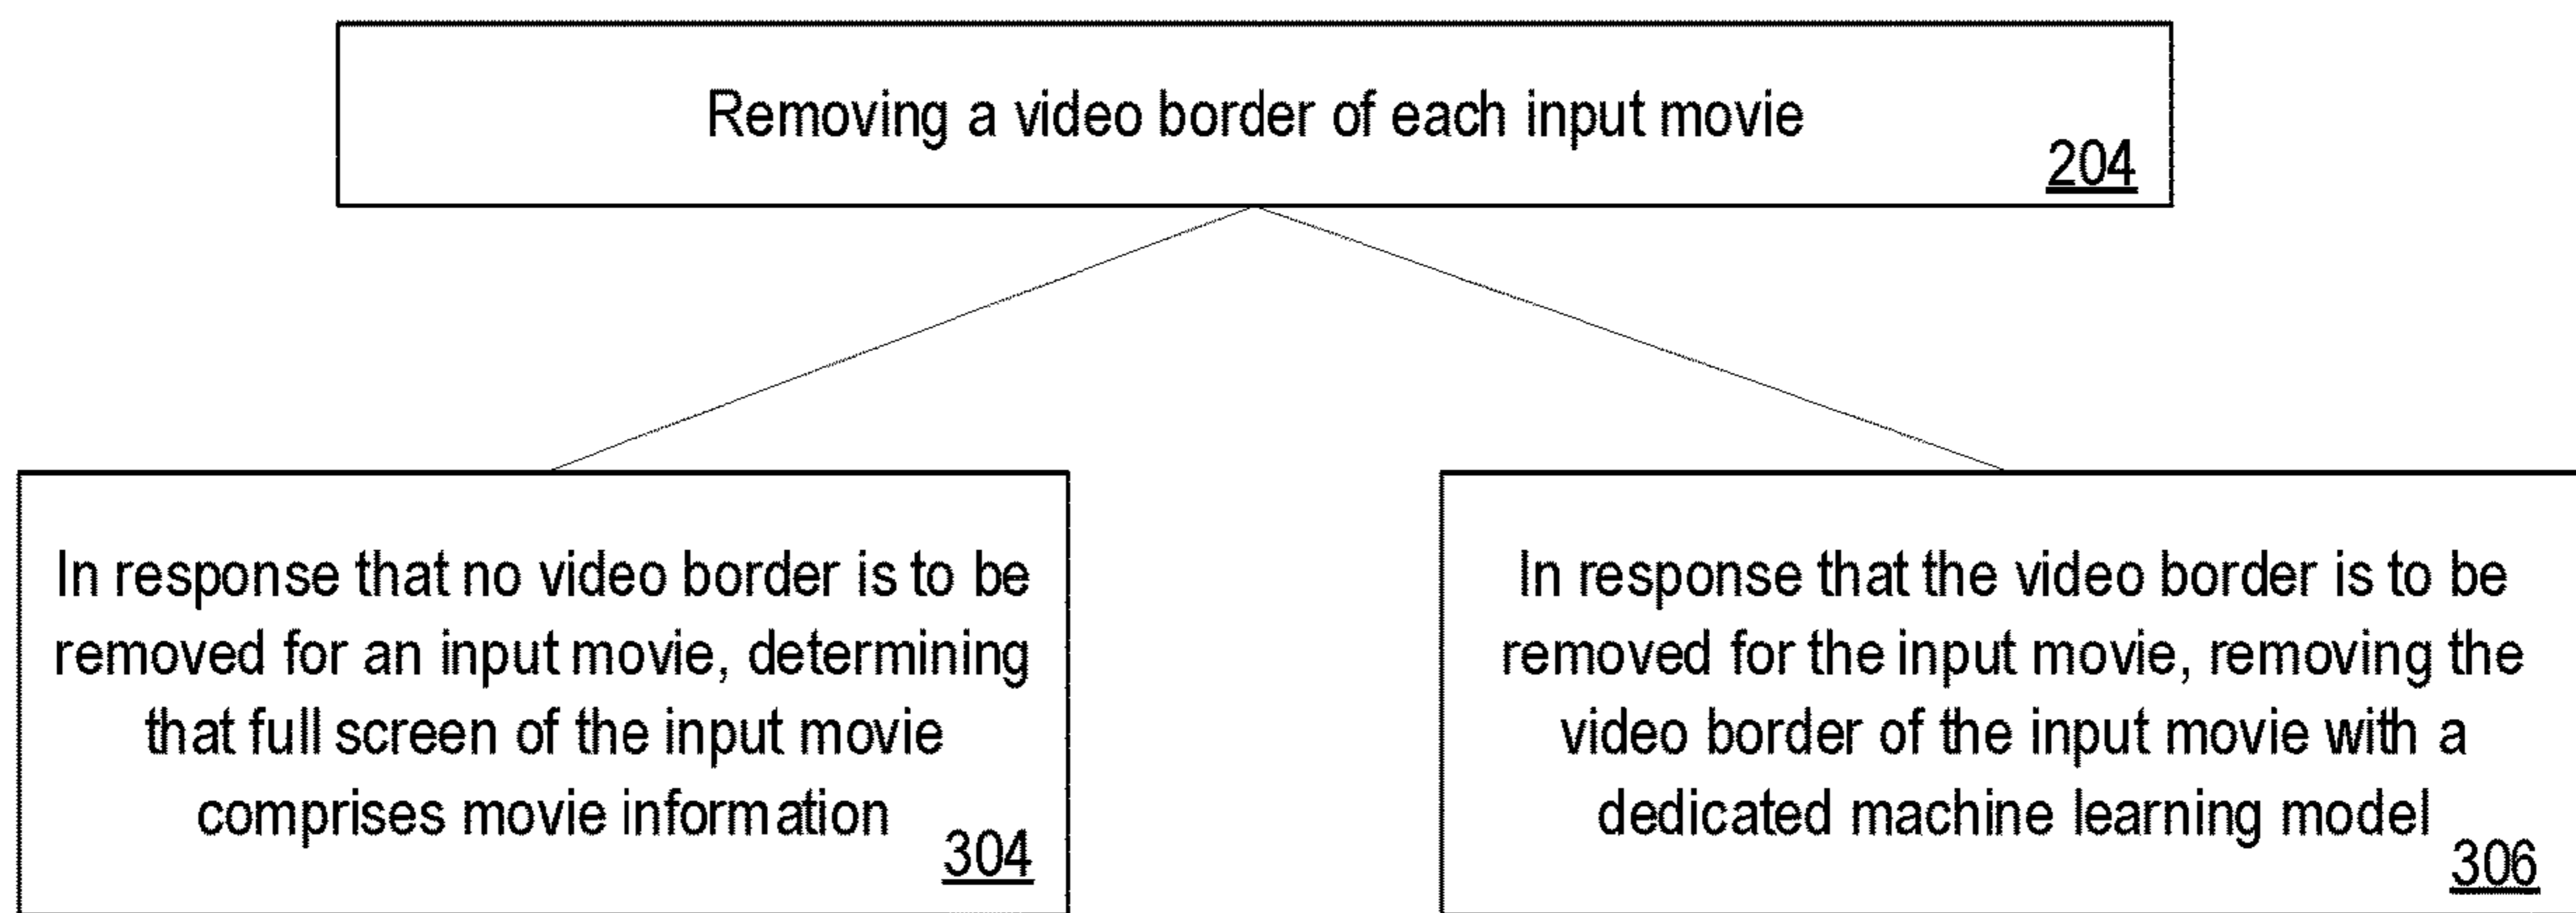 Removing a video border of each input movie
204
In response that no video border is to be
removed for an input movie, determining
that full screen of the input movie
comprises movie information
304
In response that the video border is to be
removed for the input movie, removing the
video border of the input movie with a
dedicated machine learning model
306